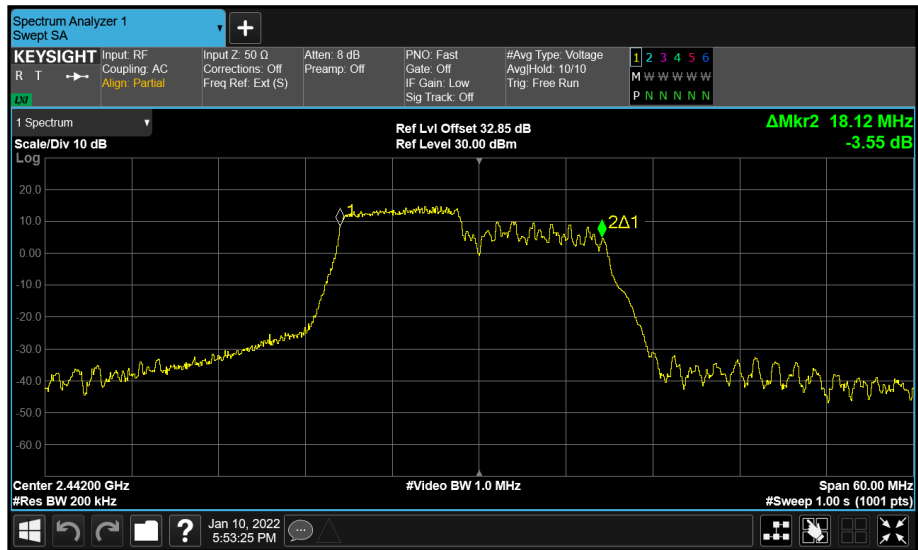 Spectrum Analyzer 1
Swept SA
+
KEYSIGHT
R T
LXI
Input: RF
Coupling: AC
Align: Partial
Input Z: 50 Ω
Corrections: Off
Freq Ref: Ext (S)
Atten: 8 dB
Preamp: Off
PNO: Fast
Gate: Off
IF Gain: Low
Sig Track: Off
#Avg Type: Voltage
Avg|Hold: 10/10
Trig: Free Run
1 2 3 4 5 6
M W W W W W
P N N N N N
1 Spectrum
Scale/Div 10 dB
Ref Lvl Offset 32.85 dB
Ref Level 30.00 dBm
ΔMkr2 18.12 MHz
-3.55 dB
Log
20.0
10.0
0.00
-10.0
-20.0
-30.0
-40.0
-50.0
-60.0
1
2Δ1
Center 2.44200 GHz
#Res BW 200 kHz
#Video BW 1.0 MHz
Span 60.00 MHz
#Sweep 1.00 s (1001 pts)
?
Jan 10, 2022
5:53:25 PM